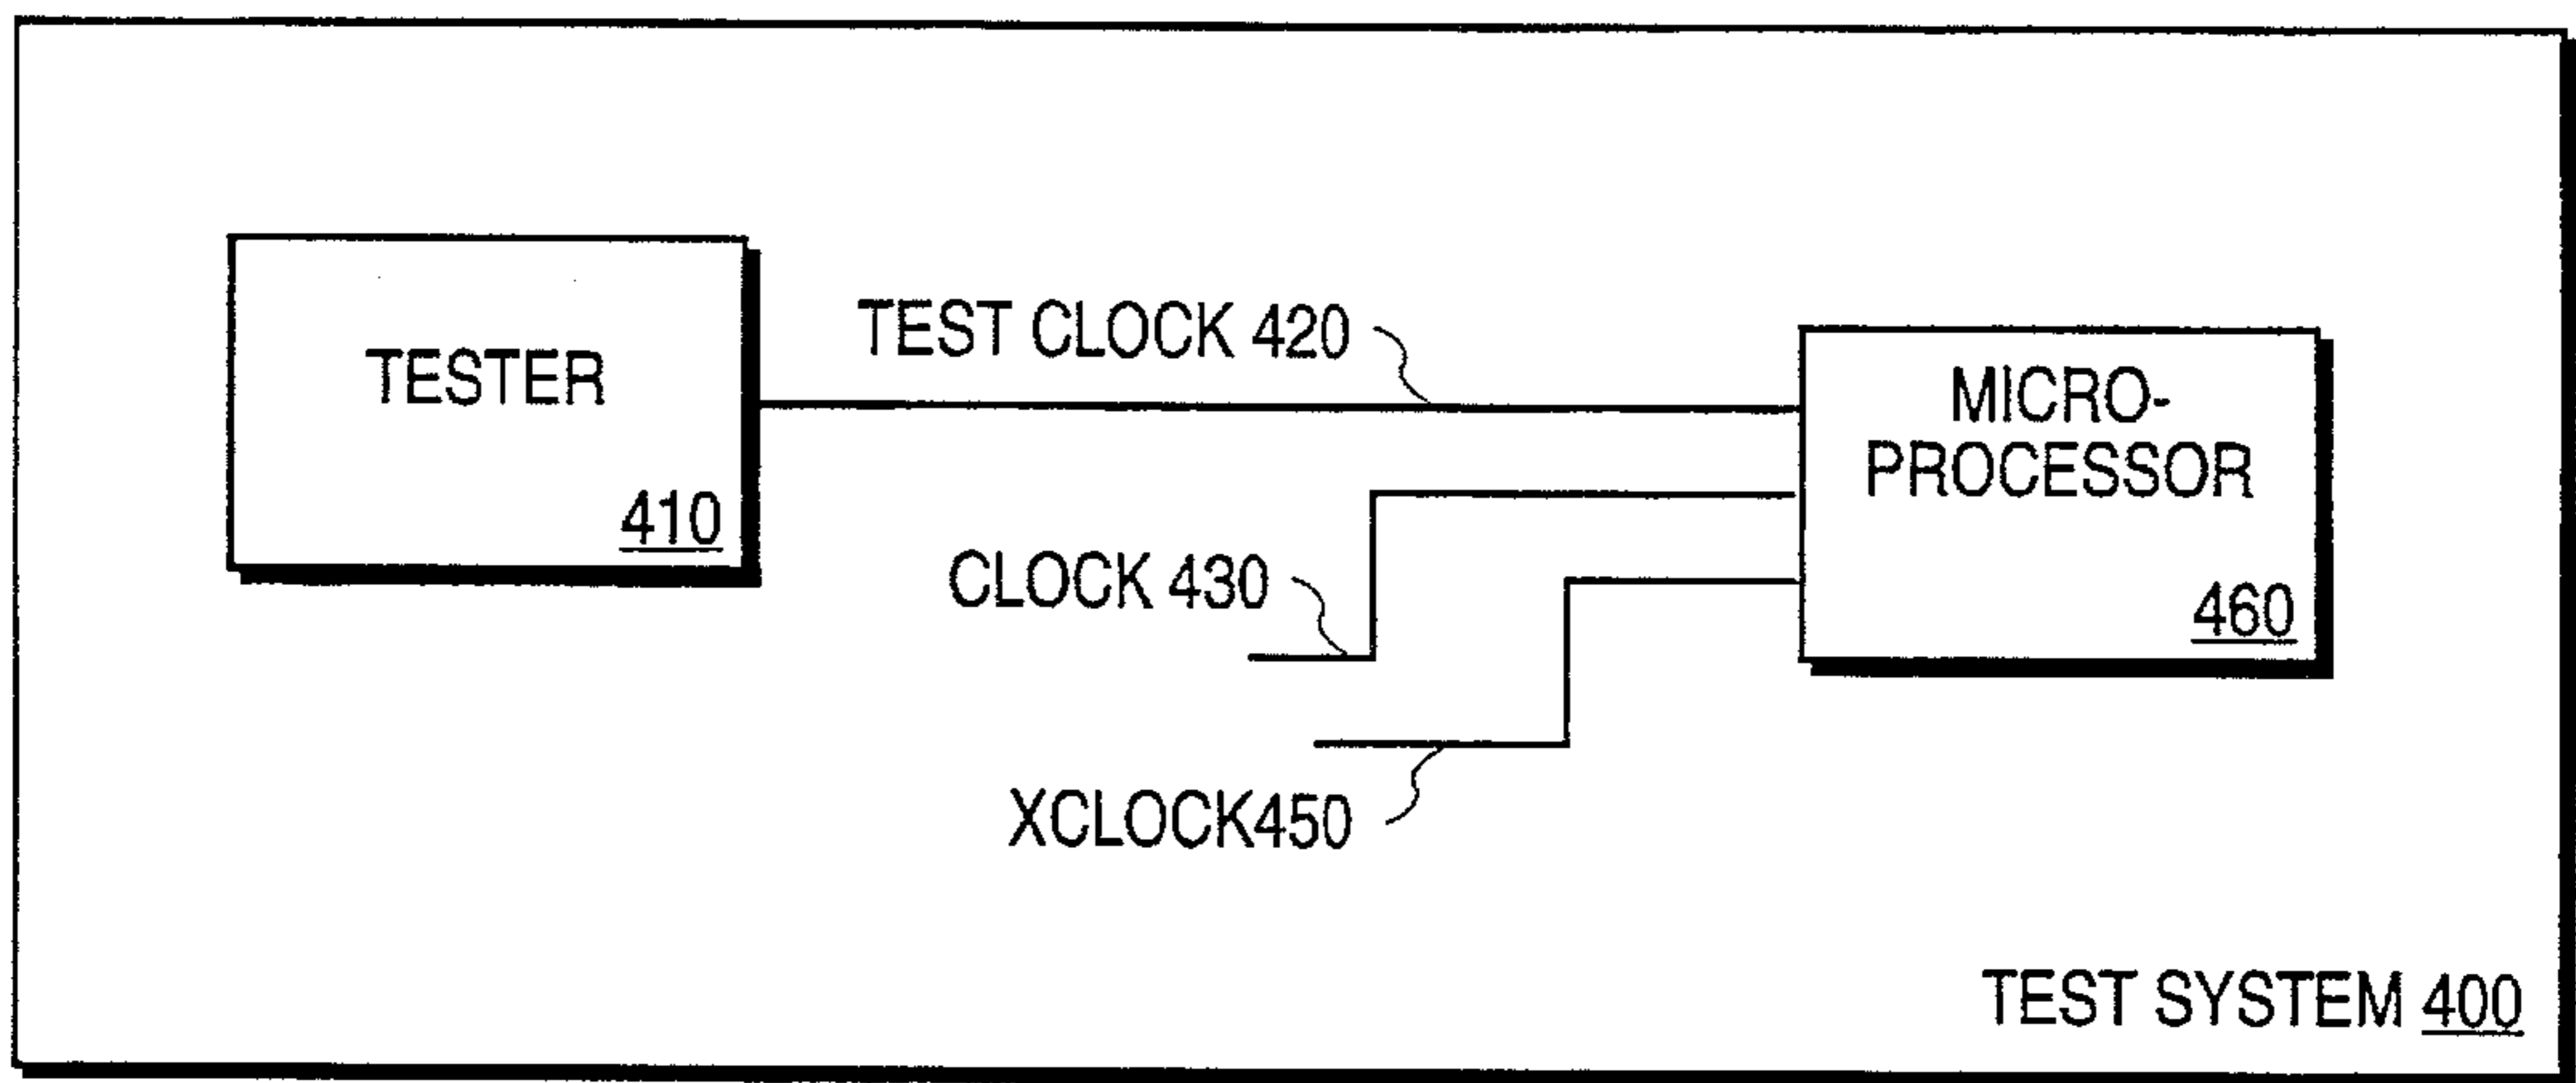 TESTER
410
TEST CLOCK 420
MICRO-
PROCESSOR
460
CLOCK 430
XCLOCK450
TEST SYSTEM 400